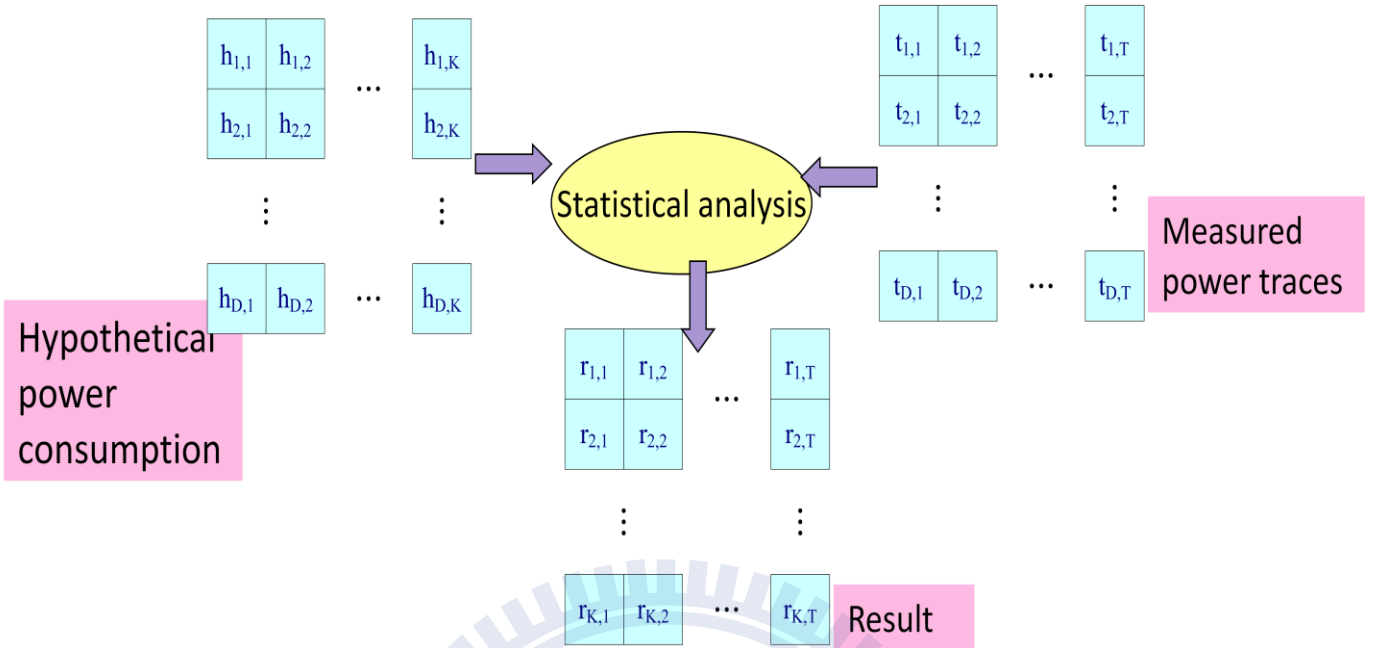 h1,1 h1,2 ... h1,K
h2,1 h2,2 h2,K
⋮ ⋮
hD,1 hD,2 ... hD,K
Hypothetical
power
consumption
Statistical analysis
t1,1 t1,2 ... t1,T
t2,1 t2,2 t2,T
⋮ ⋮
tD,1 tD,2 ... tD,T
Measured
power traces
r1,1 r1,2 ... r1,T
r2,1 r2,2 r2,T
⋮ ⋮
rK,1 rK,2 ... rK,T
Result